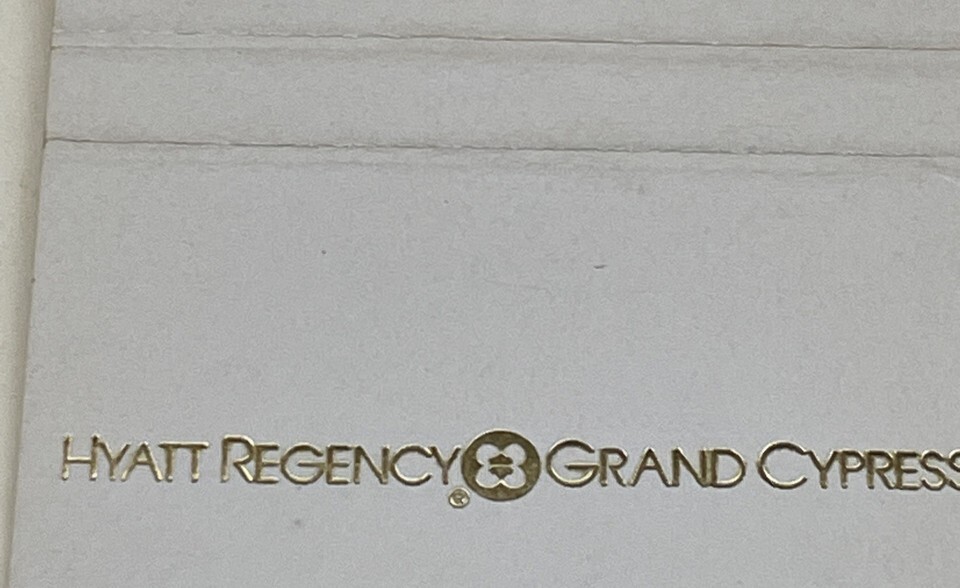 HYATT REGENCY® GRAND CYPRESS